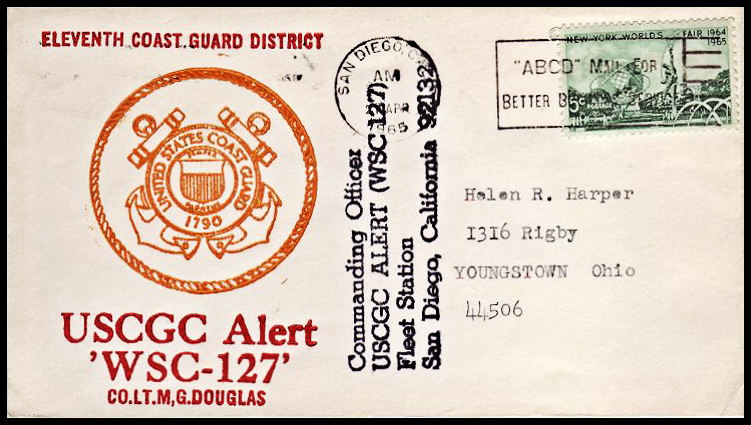 ELEVENTH COAST GUARD DISTRICT
UNITED STATES COAST GUARD
1790
USCGC Alert
'WSC-127'
CO.LT.M,G.DOUGLAS
SAN DIEGO, C
AM
APR
1965
"ABCD" MAIL FOR
BETTER B
NEW YORK WORLD'S FAIR 1964
1965
Commanding Officer
USCGC ALERT (WSC-127)
Fleet Station
San Diego, California 92132
Helen R. Harper
1316 Rigby
YOUNGSTOWN Ohio
44506